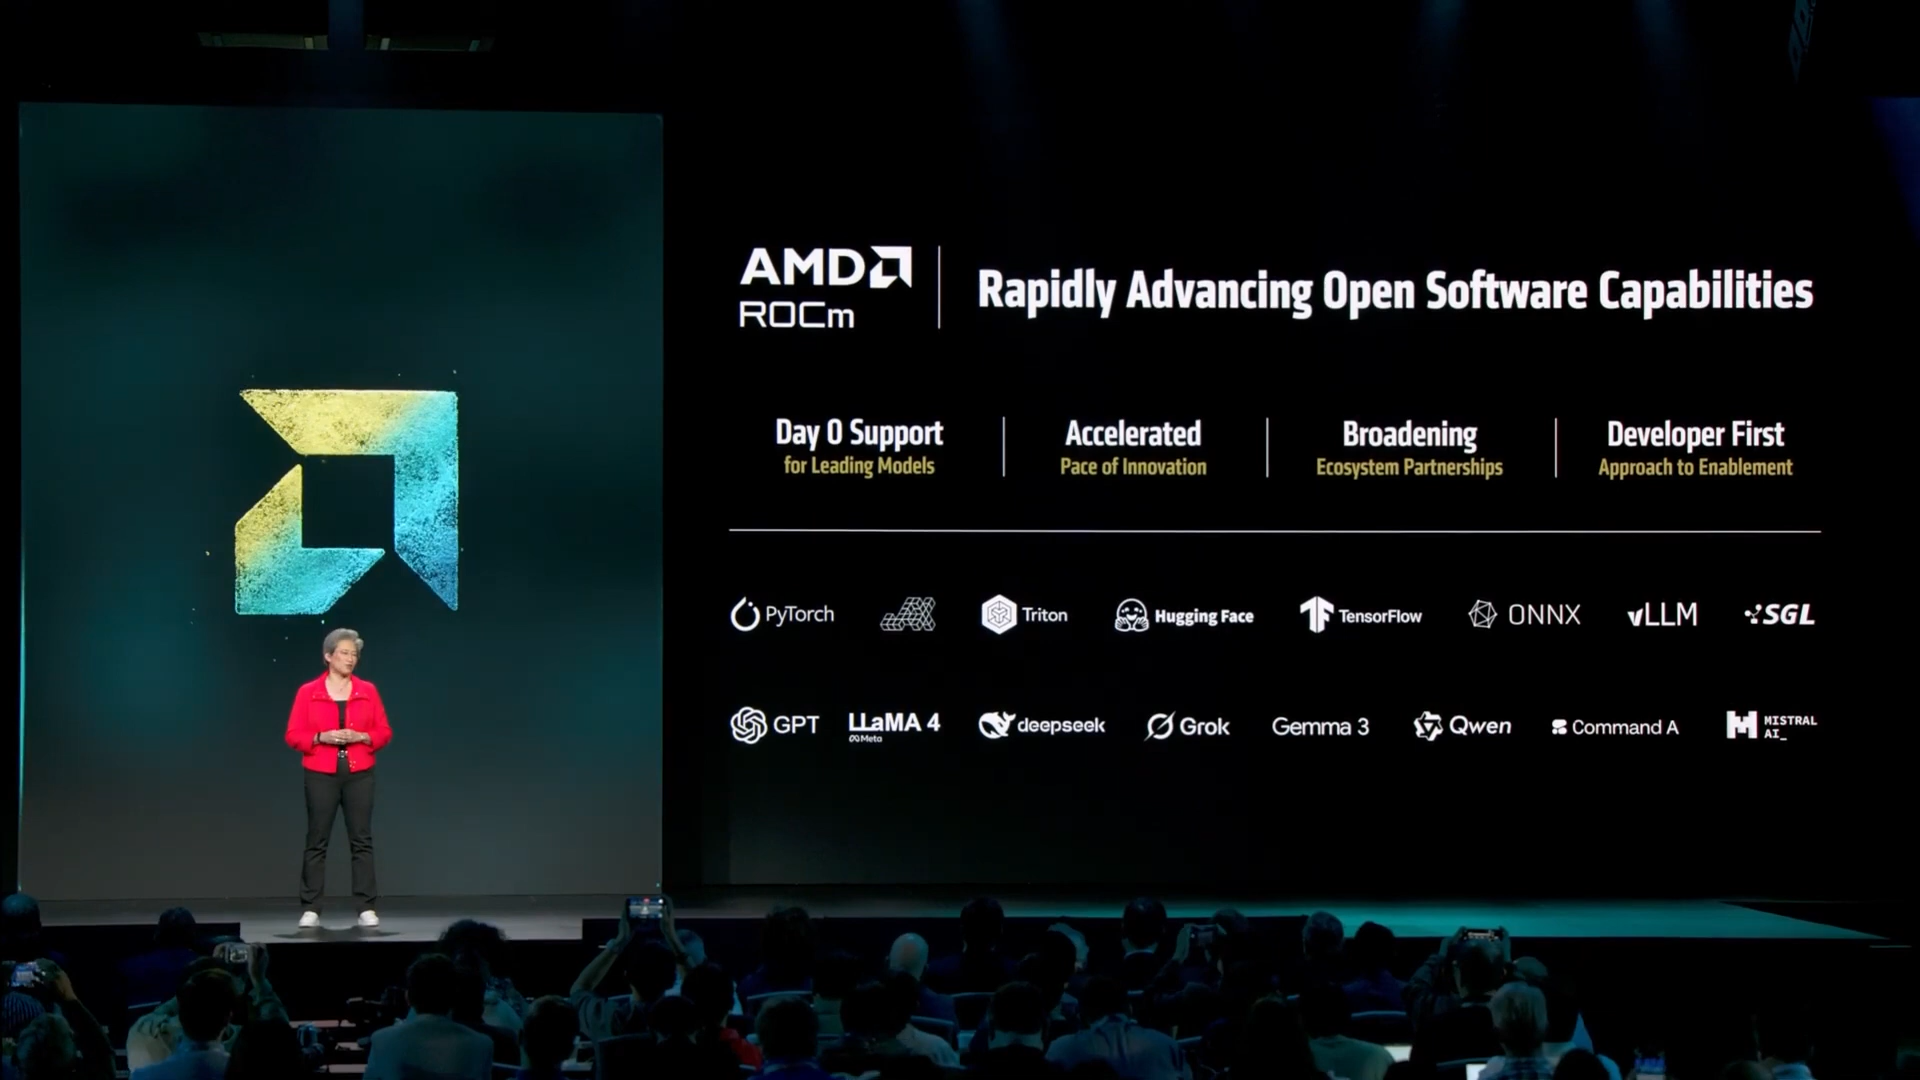 AMD
ROCm
Rapidly Advancing Open Software Capabilities
Day 0 Support
for Leading Models
Accelerated
Pace of Innovation
Broadening
Ecosystem Partnerships
Developer First
Approach to Enablement
PyTorch
Triton
Hugging Face
TensorFlow
ONNX
vLLM
SGL
GPT
LLaMA 4
Meta
deepseek
Grok
Gemma 3
Qwen
Command A
MISTRAL
AI_